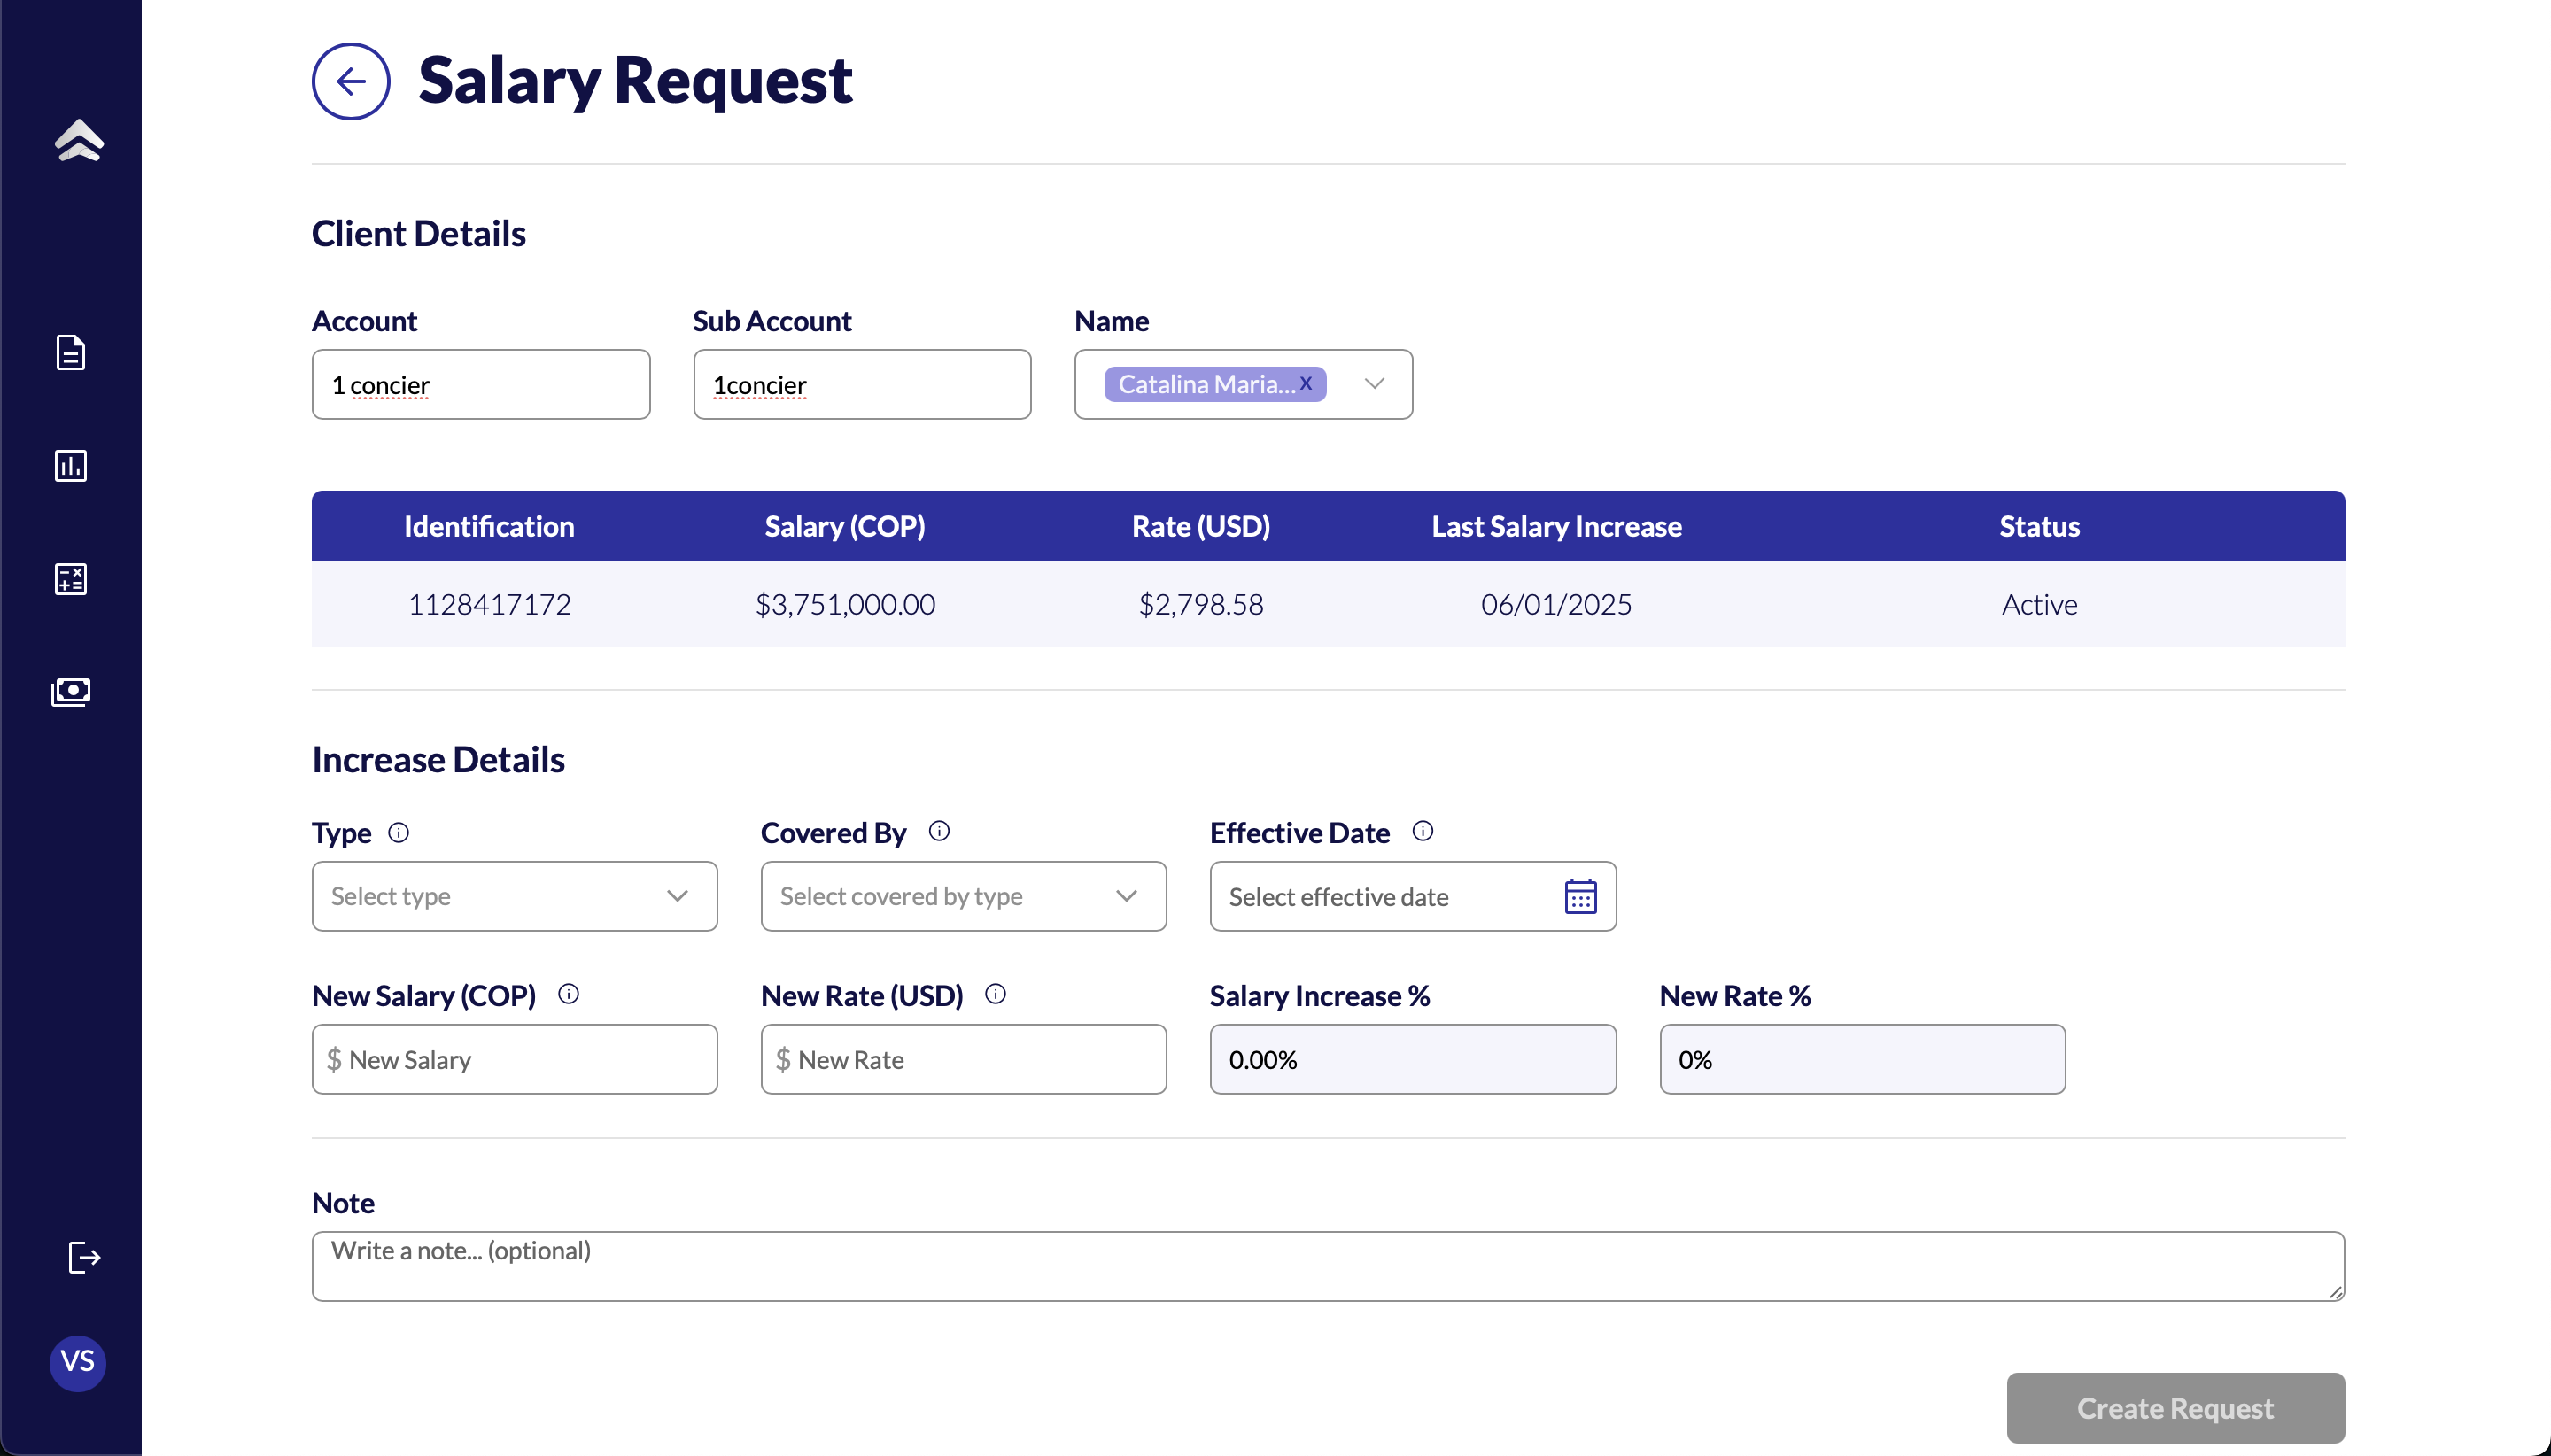 Salary Request
Client Details
Account Sub Account Name
1 concier 1concier Catalina Maria... x
Identification Salary (COP) Rate (USD) Last Salary Increase Status
1128417172 $3,751,000.00 $2,798.58 06/01/2025 Active
Increase Details
Type Covered By Effective Date
Select type Select covered by type Select effective date
New Salary (COP) New Rate (USD) Salary Increase % New Rate %
$ New Salary $ New Rate 0.00% 0%
Note
Write a note... (optional)
VS
Create Request